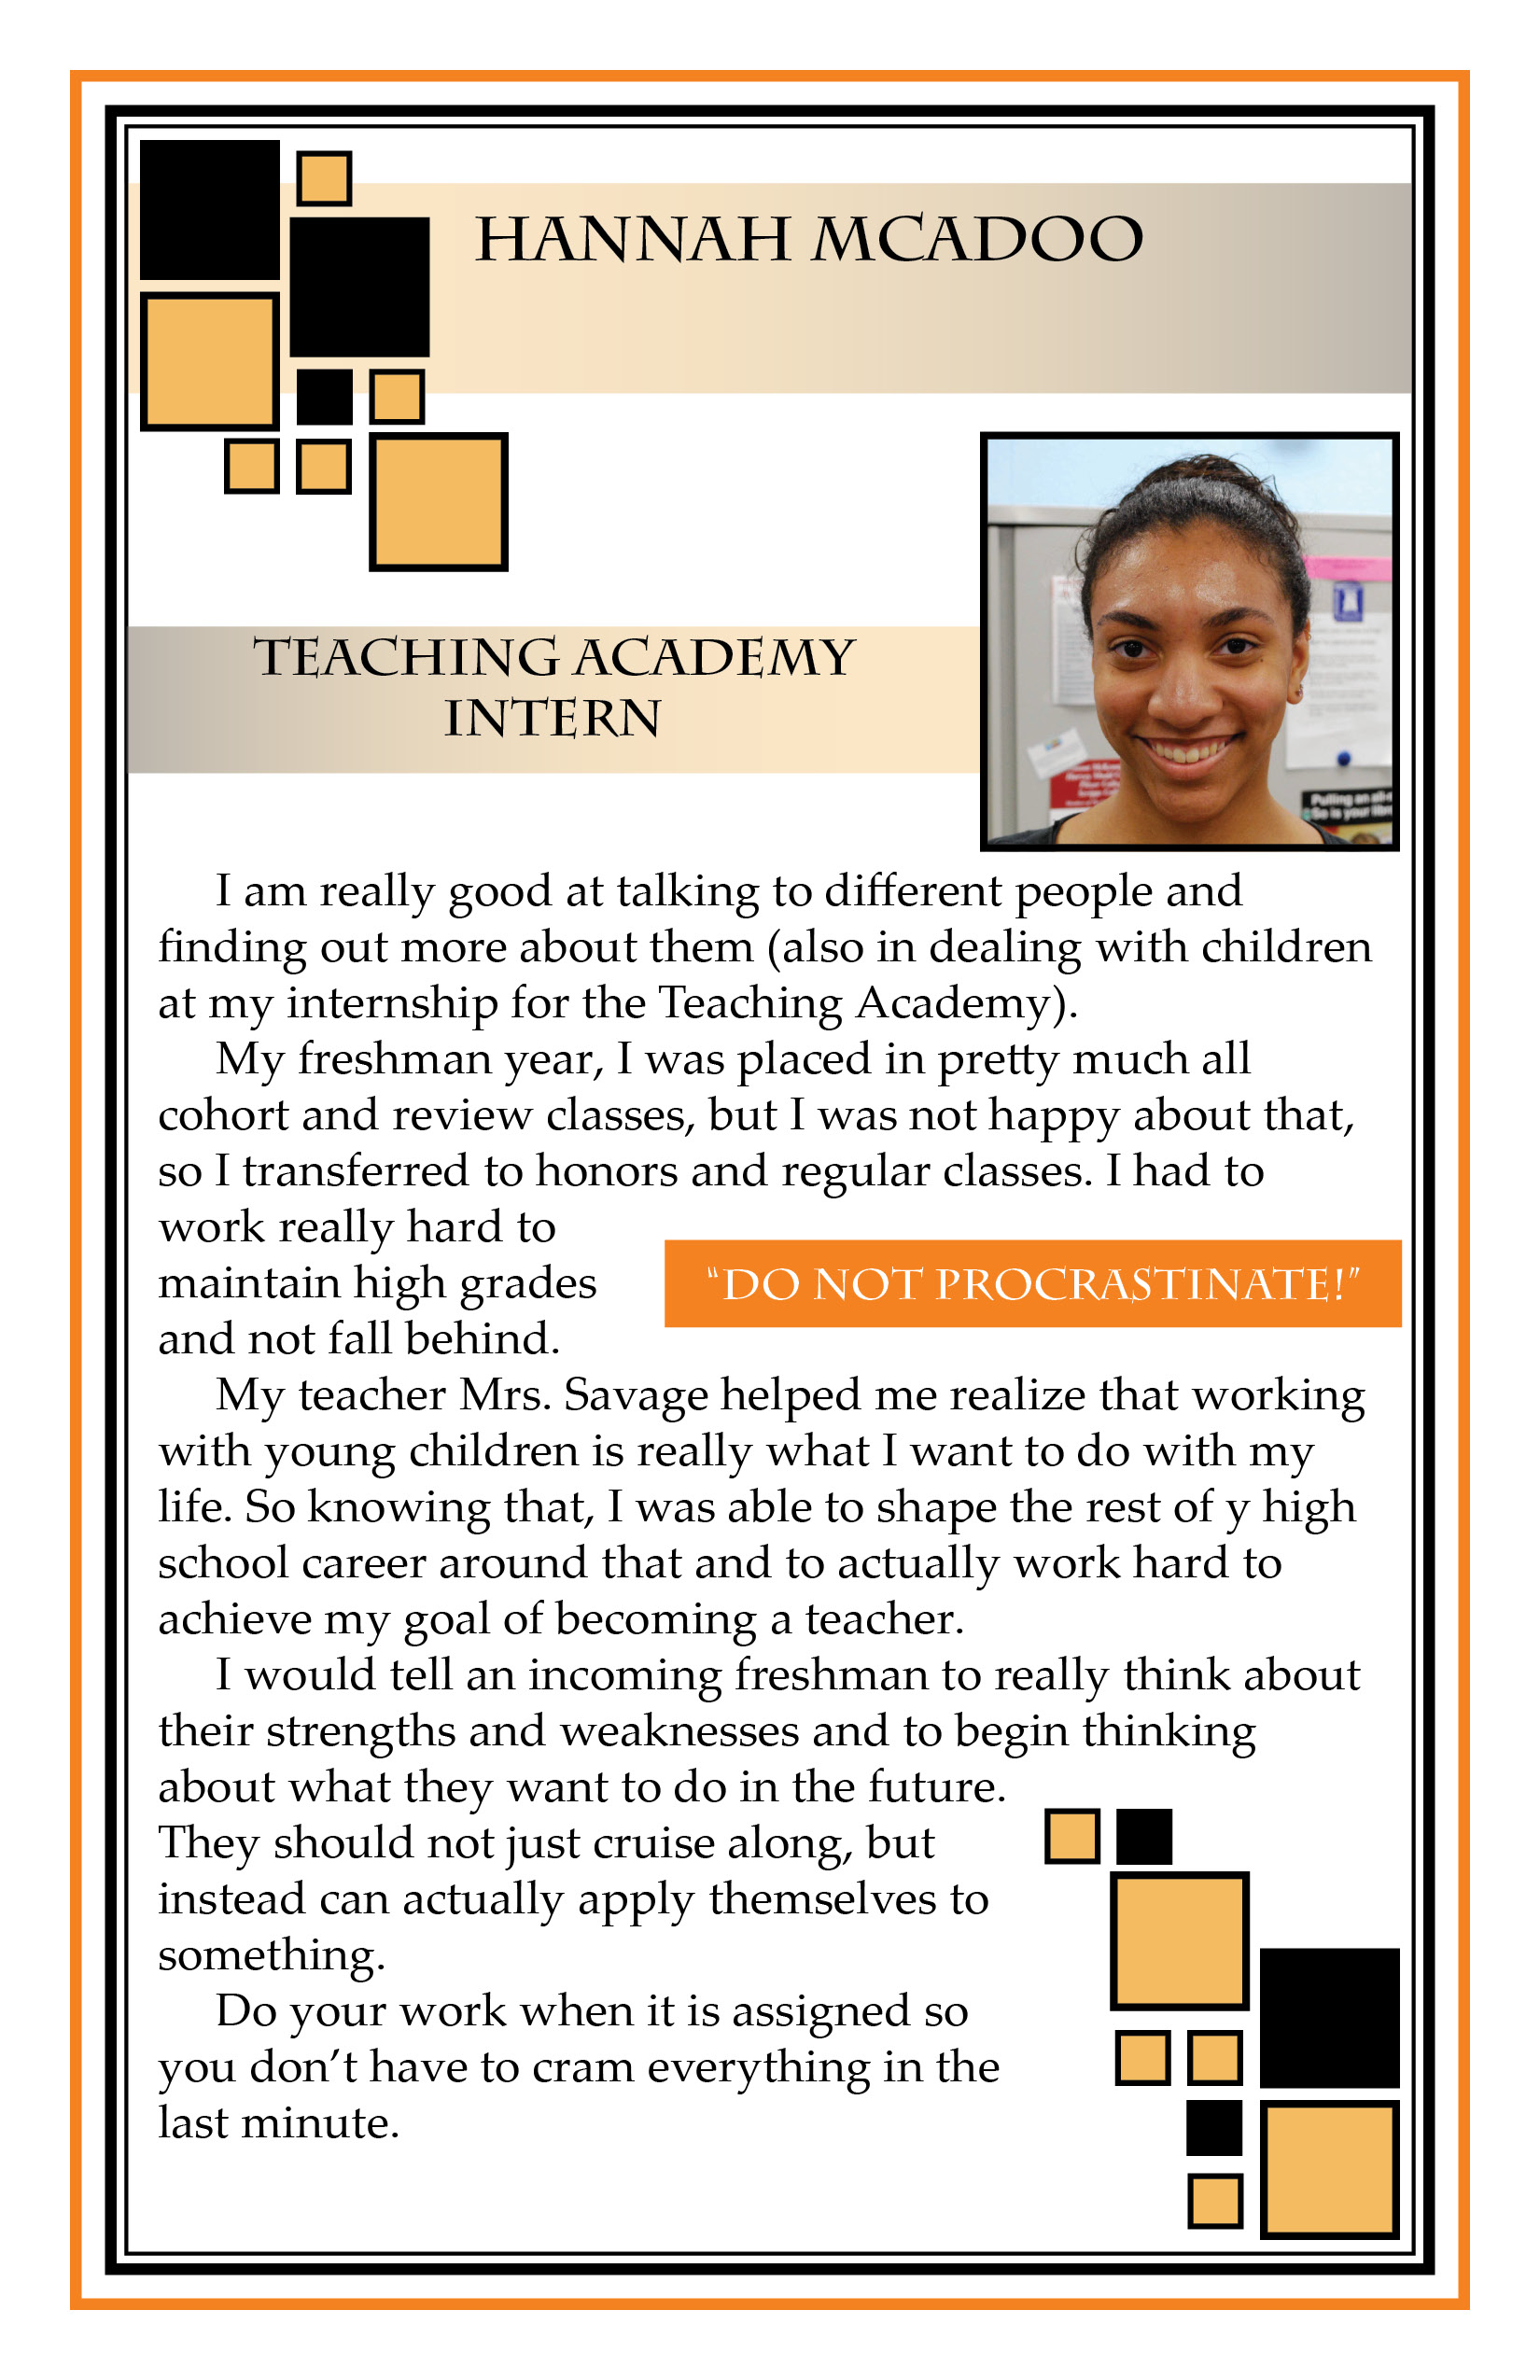 HANNAH MCADOO
TEACHING ACADEMY
INTERN
Pulling an all-
So is your libr
I am really good at talking to different people and
finding out more about them (also in dealing with children
at my internship for the Teaching Academy).
My freshman year, I was placed in pretty much all
cohort and review classes, but I was not happy about that,
so I transferred to honors and regular classes. I had to
work really hard to
maintain high grades
and not fall behind.
“DO NOT PROCRASTINATE!”
My teacher Mrs. Savage helped me realize that working
with young children is really what I want to do with my
life. So knowing that, I was able to shape the rest of y high
school career around that and to actually work hard to
achieve my goal of becoming a teacher.
I would tell an incoming freshman to really think about
their strengths and weaknesses and to begin thinking
about what they want to do in the future.
They should not just cruise along, but
instead can actually apply themselves to
something.
Do your work when it is assigned so
you don’t have to cram everything in the
last minute.